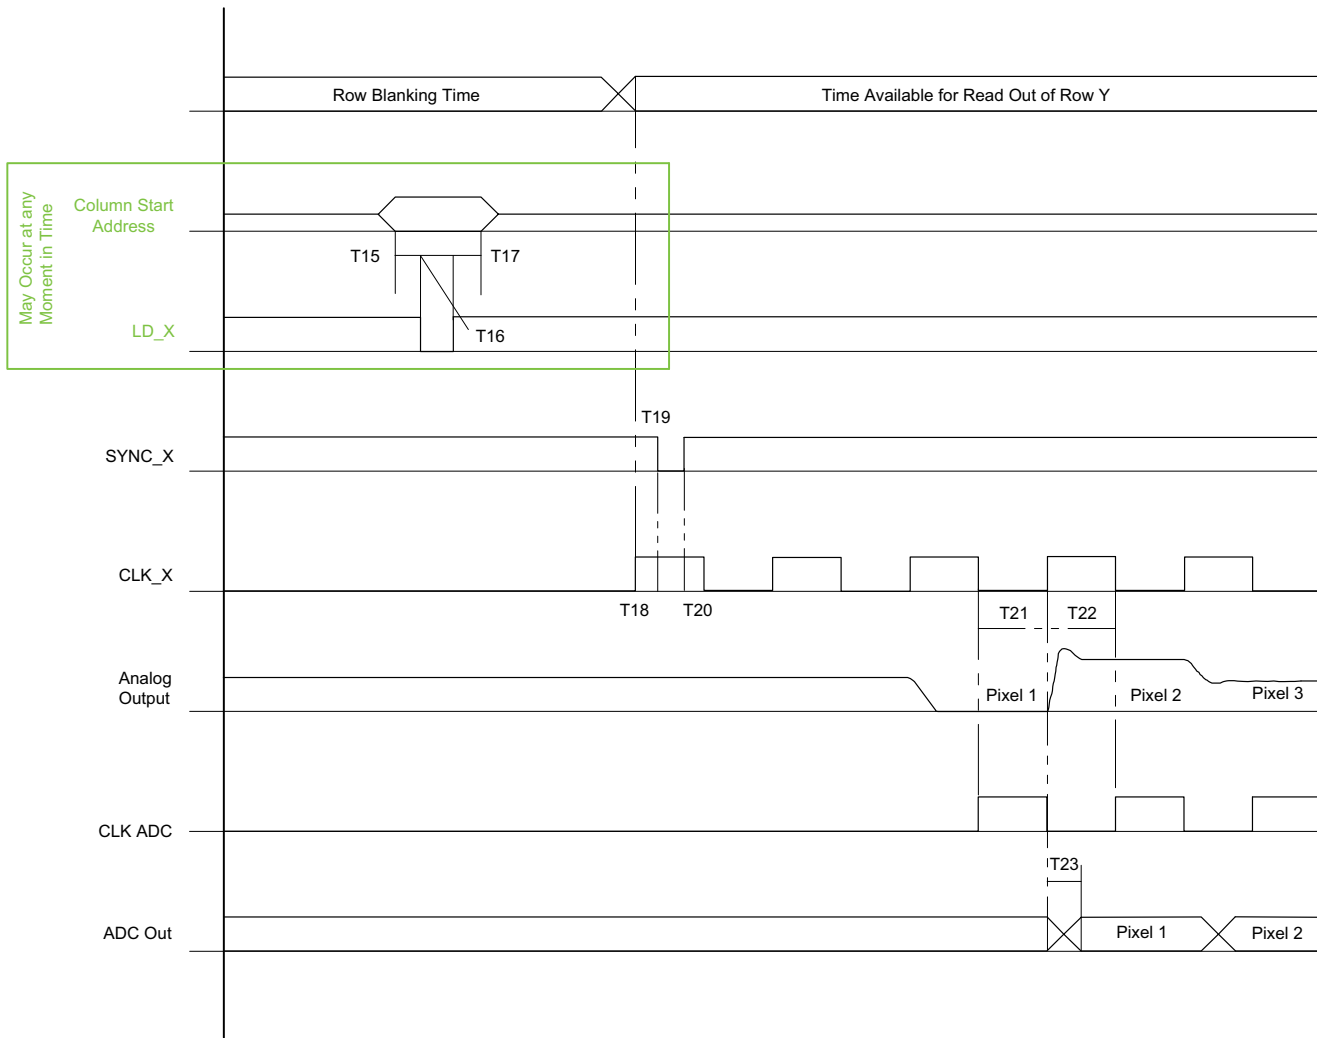 Row Blanking Time
Time Available for Read Out of Row Y
May Occur at any
Moment in Time
Column Start
Address
T15
T17
LD_X
T16
T19
SYNC_X
CLK_X
T18
T20
T21
T22
Analog
Output
Pixel 1
Pixel 2
Pixel 3
CLK ADC
T23
ADC Out
Pixel 1
Pixel 2